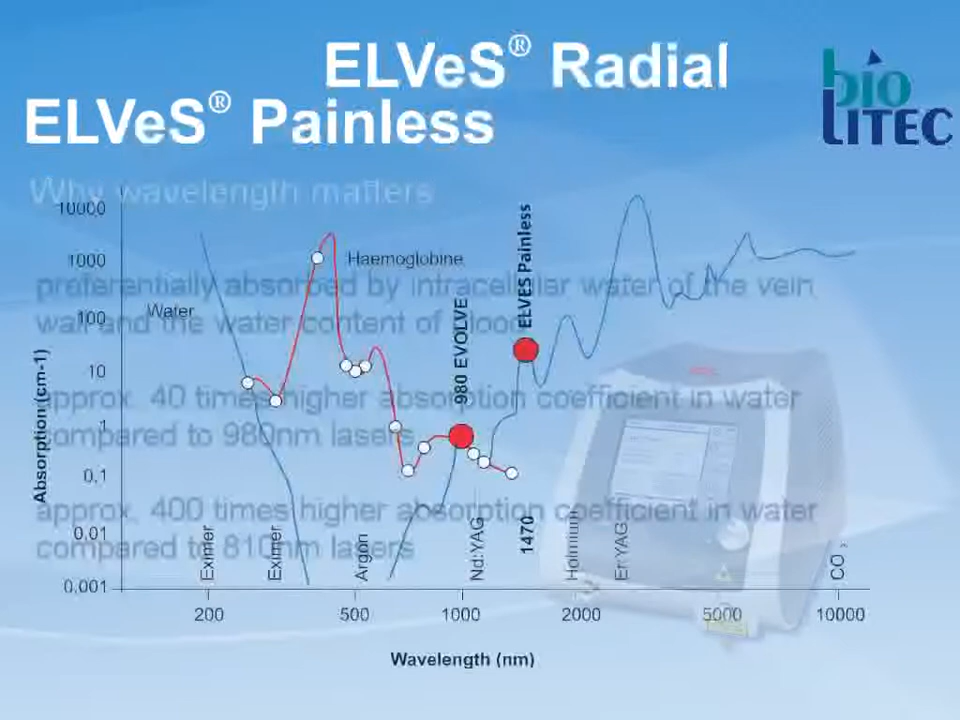 ELVeS® Radial
ELVeS® Painless
bio
LITEC
Why wavelength matters
10000
1000
100
10
1
0.1
0.01
0,001
Absorption (cm-1)
Water
Haemoglobine
980 EVOLVE
ELVES Painless
preferentially absorbed by intracellular water of the vein
wall and the water content of blood
approx. 40 times higher absorption coefficient in water
compared to 980nm lasers
approx. 400 times higher absorption coefficient in water
compared to 810nm lasers
Eximer
Eximer
Argon
Nd:YAG
1470
Holmium
Er:YAG
CO2
200
500
1000
2000
5000
10000
Wavelength (nm)